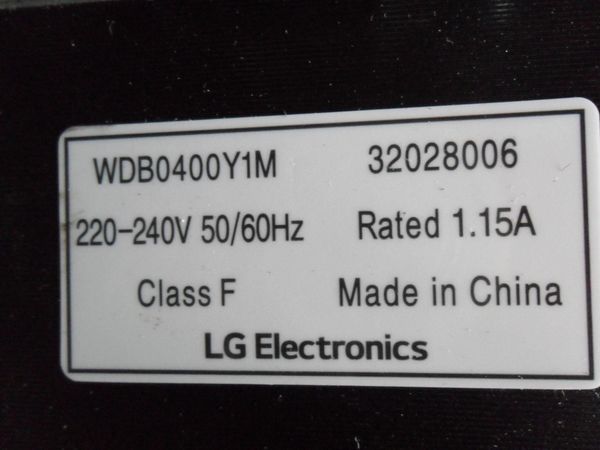 WDB0400Y1M 32028006
220-240V 50/60Hz Rated 1.15A
Class F Made in China
LG Electronics